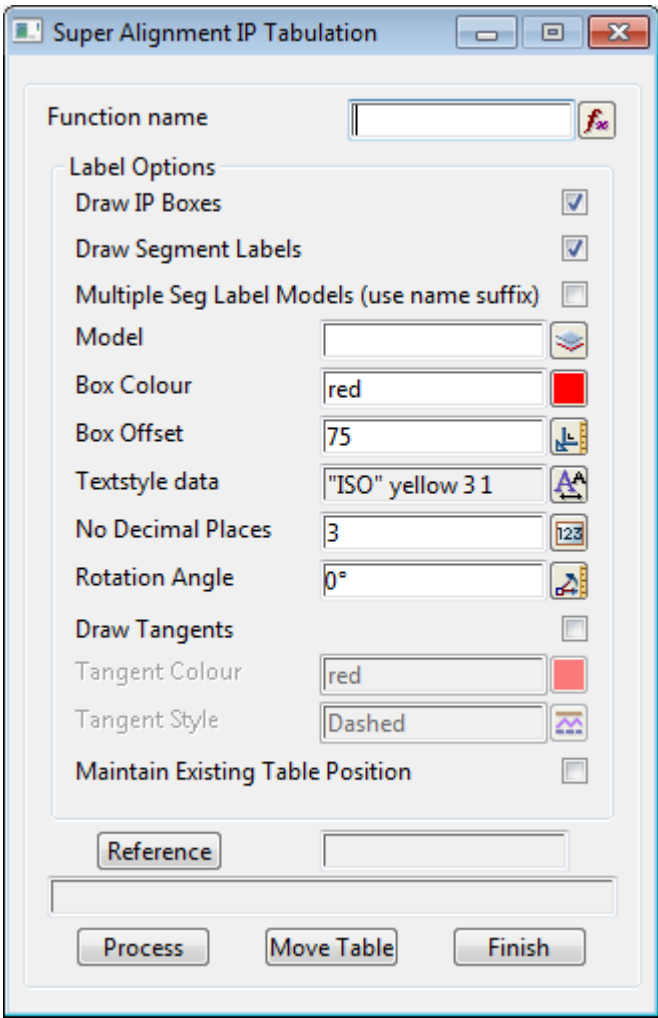 Super Alignment IP Tabulation
Function name
Label Options
Draw IP Boxes
Draw Segment Labels
Multiple Seg Label Models (use name suffix)
Model
Box Colour red
Box Offset 75
Textstyle data "ISO" yellow 3 1
No Decimal Places 3 123
Rotation Angle 0°
Draw Tangents
Tangent Colour red
Tangent Style Dashed
Maintain Existing Table Position
Reference
Process Move Table Finish